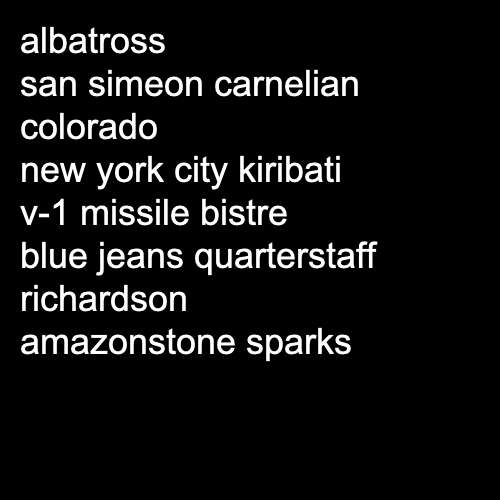 albatross
san simeon carnelian
colorado
new york city kiribati
v-1 missile bistre
blue jeans quarterstaff
richardson
amazonstone sparks